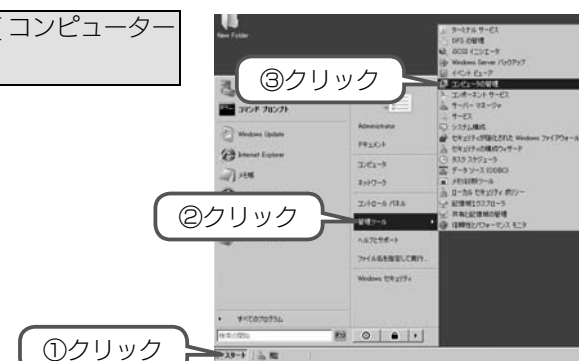 ［コンピューター
New Folder
③クリック
ターミナル サービス
DFS の管理
iSCSI イニシエータ
Windows Server バックアップ
イベント ビューア
コンピュータの管理
コンポーネント サービス
サーバー マネージャ
サービス
システム構成
セキュリティが強化された Windows ファイアウォール
セキュリティの構成ウィザード
タスク スケジューラ
データ ソース (ODBC)
メモリ診断ツール
ローカル セキュリティ ポリシー
記憶域エクスプローラ
共有と記憶域の管理
信頼性とパフォーマンス モニタ
コマンド プロンプト
Windows Update
Internet Explorer
メモ帳
Administrator
ドキュメント
コンピュータ
ネットワーク
コントロール パネル
②クリック
管理ツール
ヘルプとサポート
ファイル名を指定して実行...
Windows セキュリティ
すべてのプログラム
検索の開始
①クリック
スタート